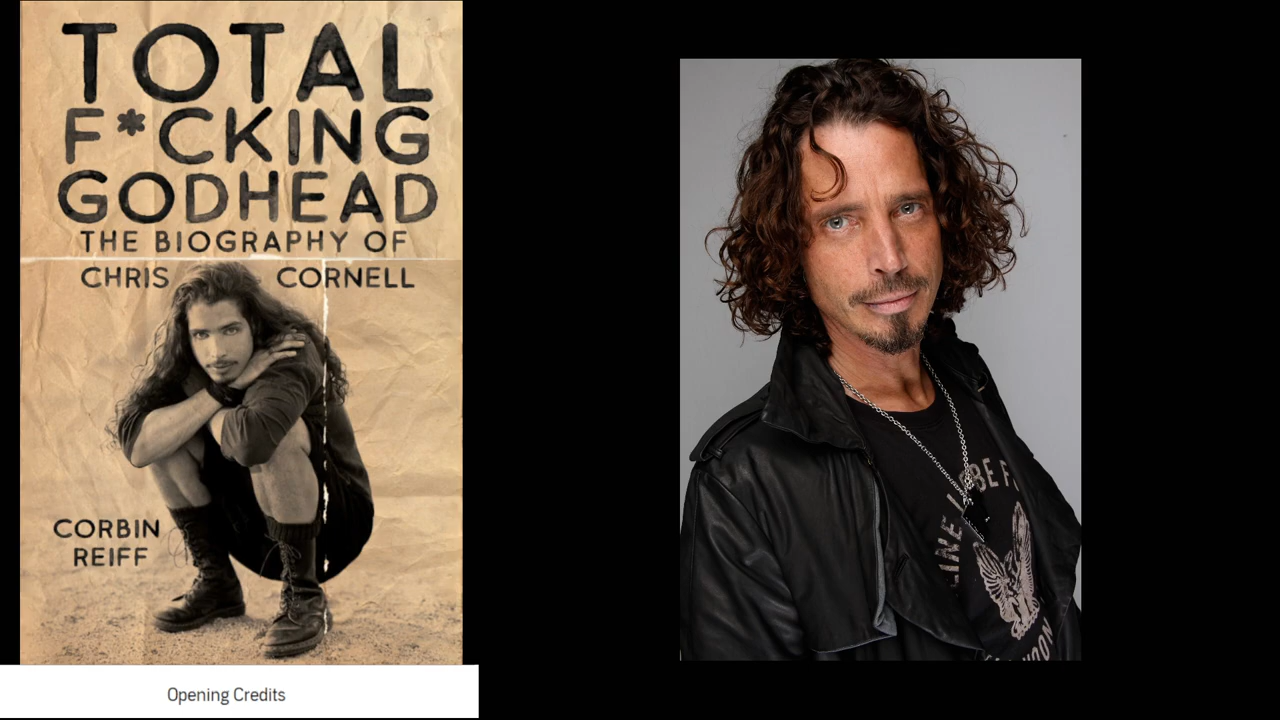 TOTAL
F*CKING
GODHEAD
THE BIOGRAPHY OF
CHRIS CORNELL
CORBIN
REIFF
Opening Credits